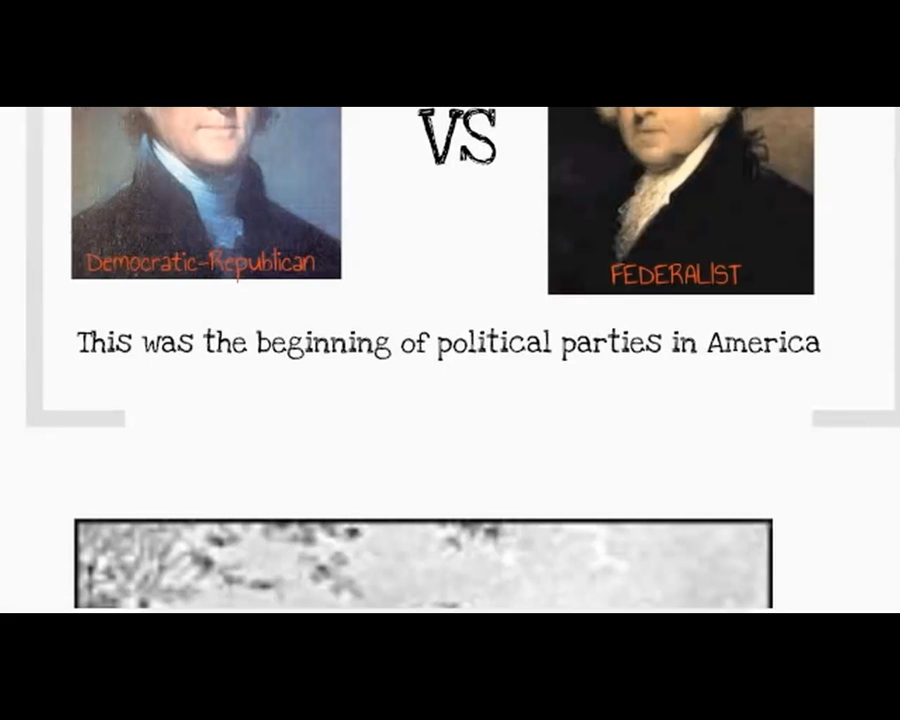 VS
Democratic-Republican
FEDERALIST
This was the beginning of political parties in America